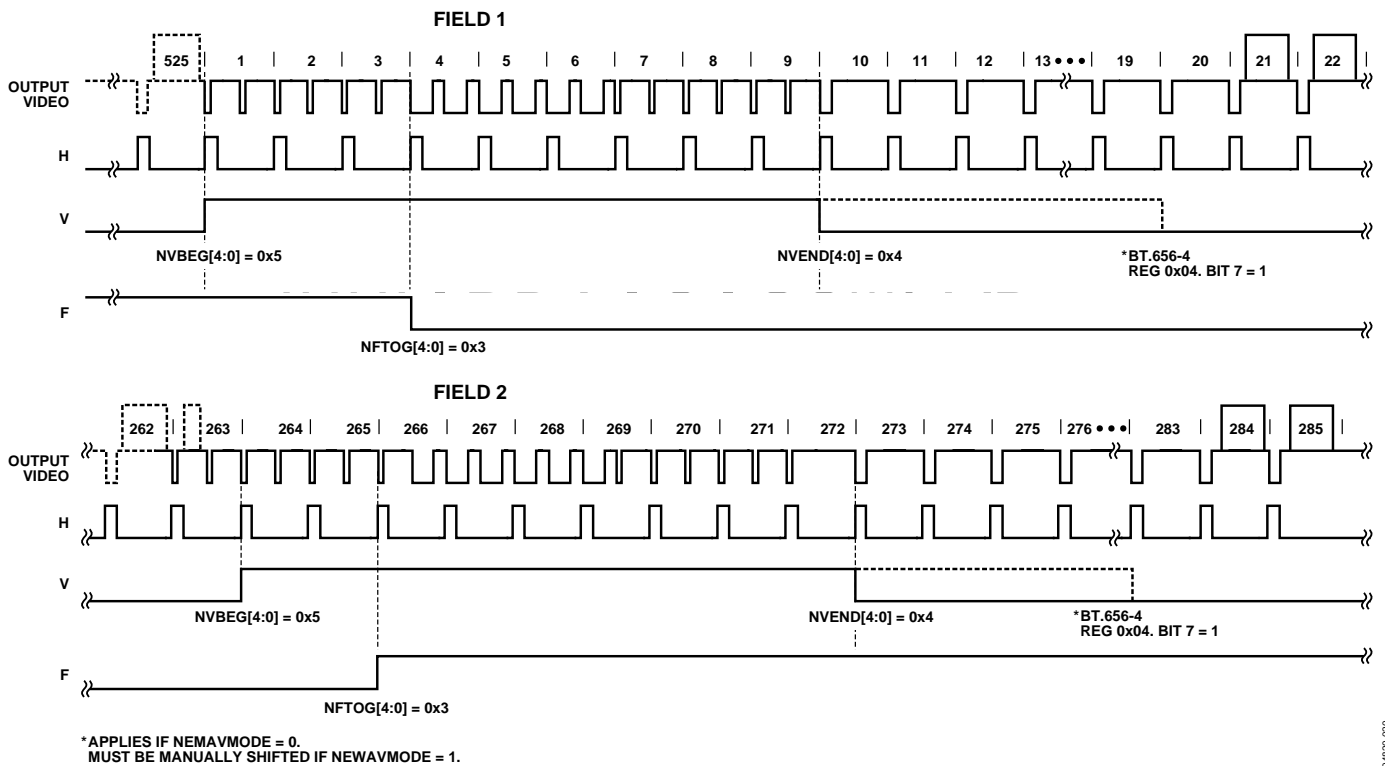 FIELD 1
525 | 1 | 2 | 3 | 4 | 5 | 6 | 7 | 8 | 9 | 10 | 11 | 12 | 13 ••• | 19 | 20 | 21 | 22 |
OUTPUT
VIDEO
H
V
NVBEG[4:0] = 0x5
NVEND[4:0] = 0x4
*BT.656-4
REG 0x04. BIT 7 = 1
F
NFTOG[4:0] = 0x3
FIELD 2
262 | 263 | 264 | 265 | 266 | 267 | 268 | 269 | 270 | 271 | 272 | 273 | 274 | 275 | 276 ••• | 283 | 284 | 285 |
OUTPUT
VIDEO
H
V
NVBEG[4:0] = 0x5
NVEND[4:0] = 0x4
*BT.656-4
REG 0x04. BIT 7 = 1
F
NFTOG[4:0] = 0x3
*APPLIES IF NEMAVMODE = 0.
MUST BE MANUALLY SHIFTED IF NEWAVMODE = 1.